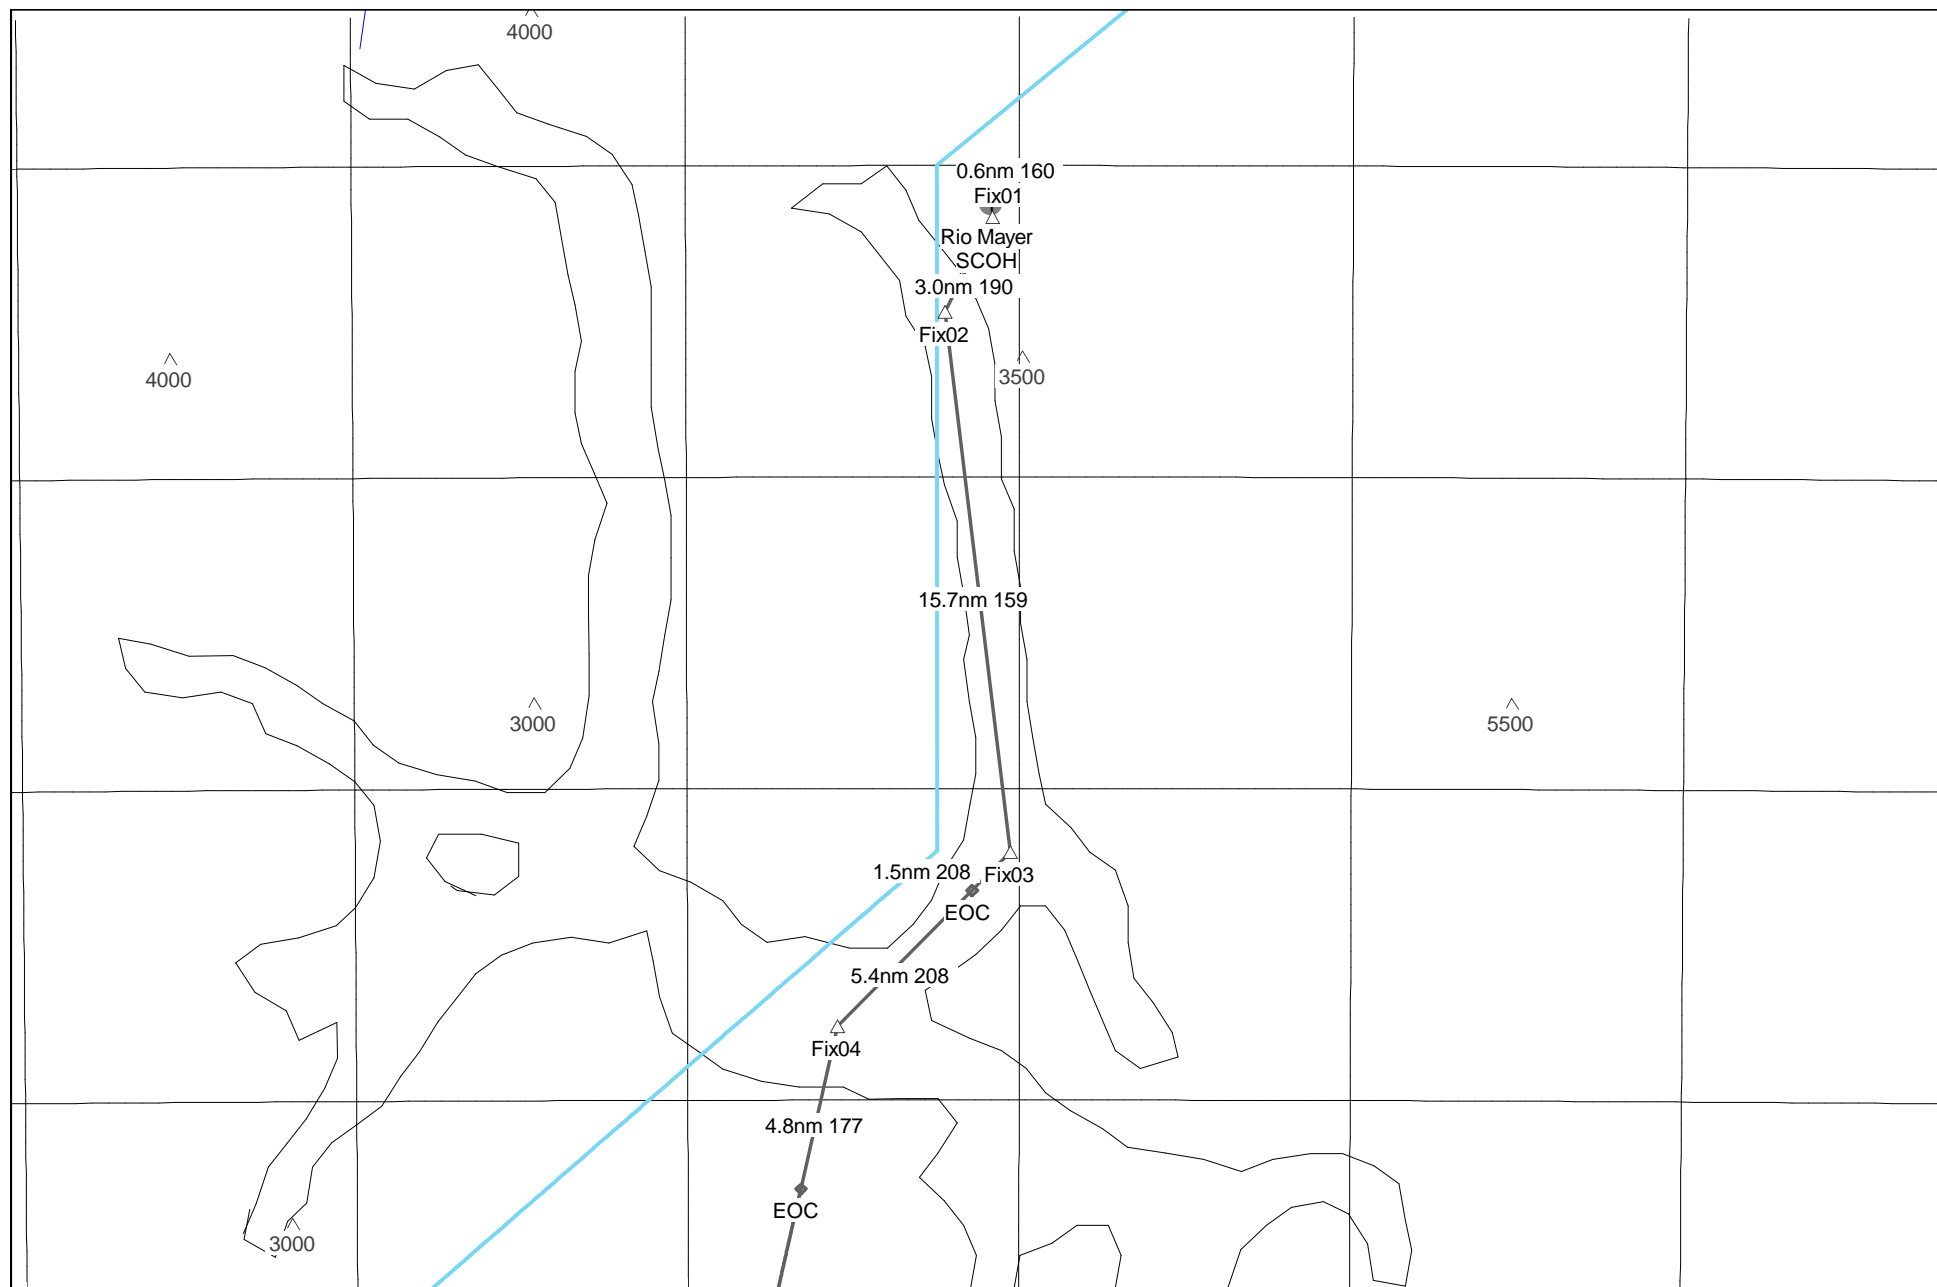 4000
0.6nm 160
Fix01
Rio Mayer
SCOH
3.0nm 190
Fix02
4000
3500
15.7nm 159
3000
5500
1.5nm 208
Fix03
EOC
5.4nm 208
Fix04
4.8nm 177
EOC
3000